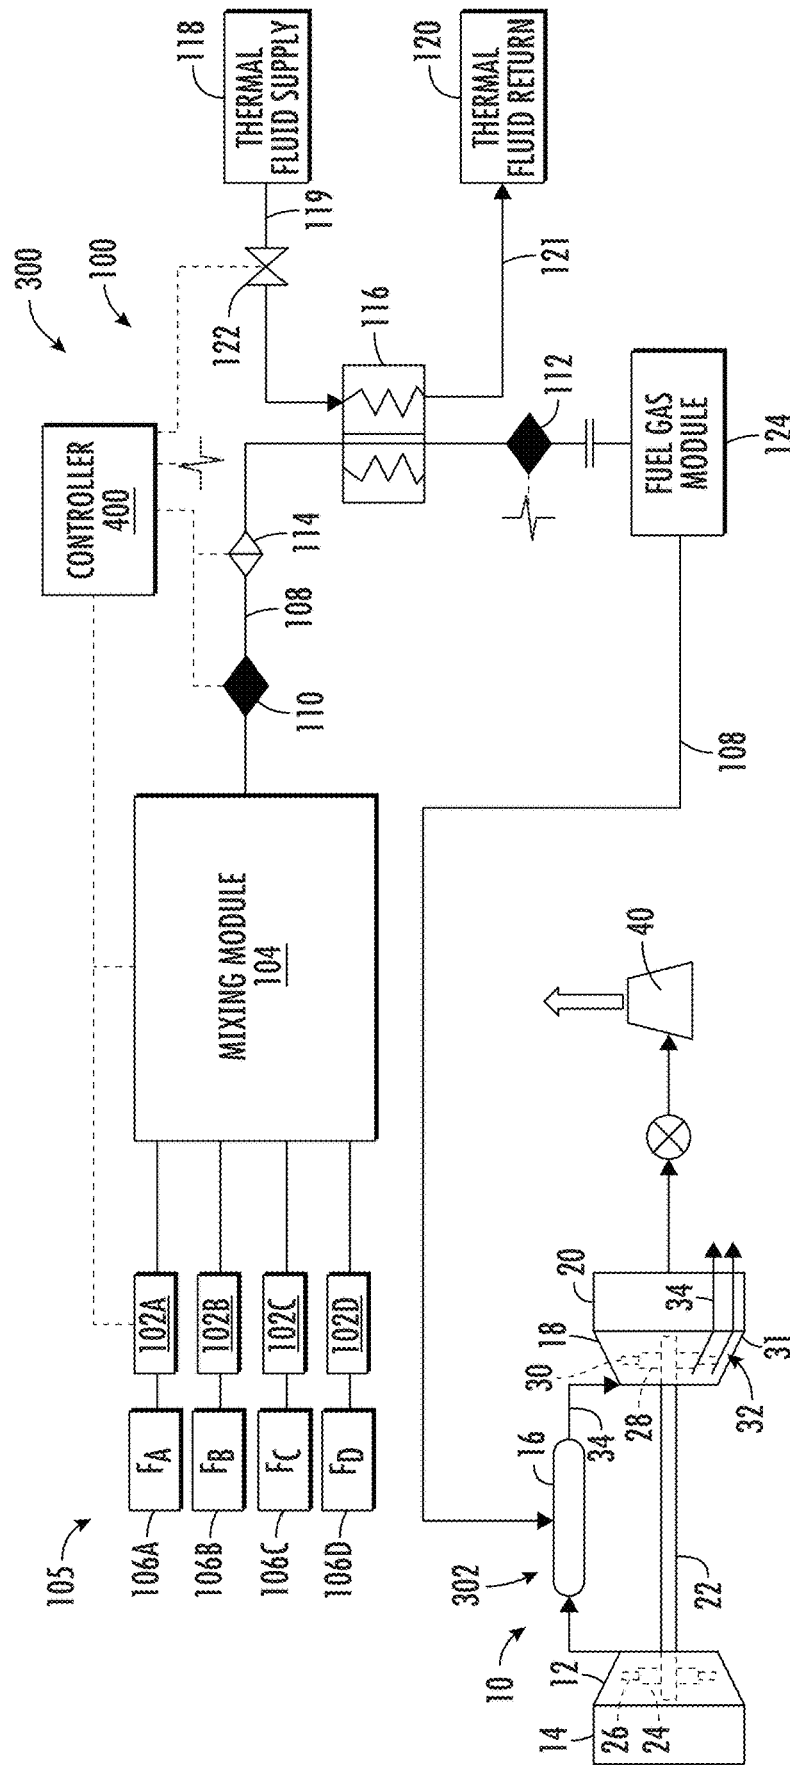 300
100
105
106A
106B
106C
106D
FA
FB
FC
FD
102A
102B
102C
102D
MIXING MODULE
104
CONTROLLER
400
110
108
114
122
119
118
THERMAL
FLUID SUPPLY
116
121
120
THERMAL
FLUID RETURN
112
FUEL GAS
MODULE
124
108
10
302
14
12
26
24
16
34
22
30
28
18
20
34
32
31
40